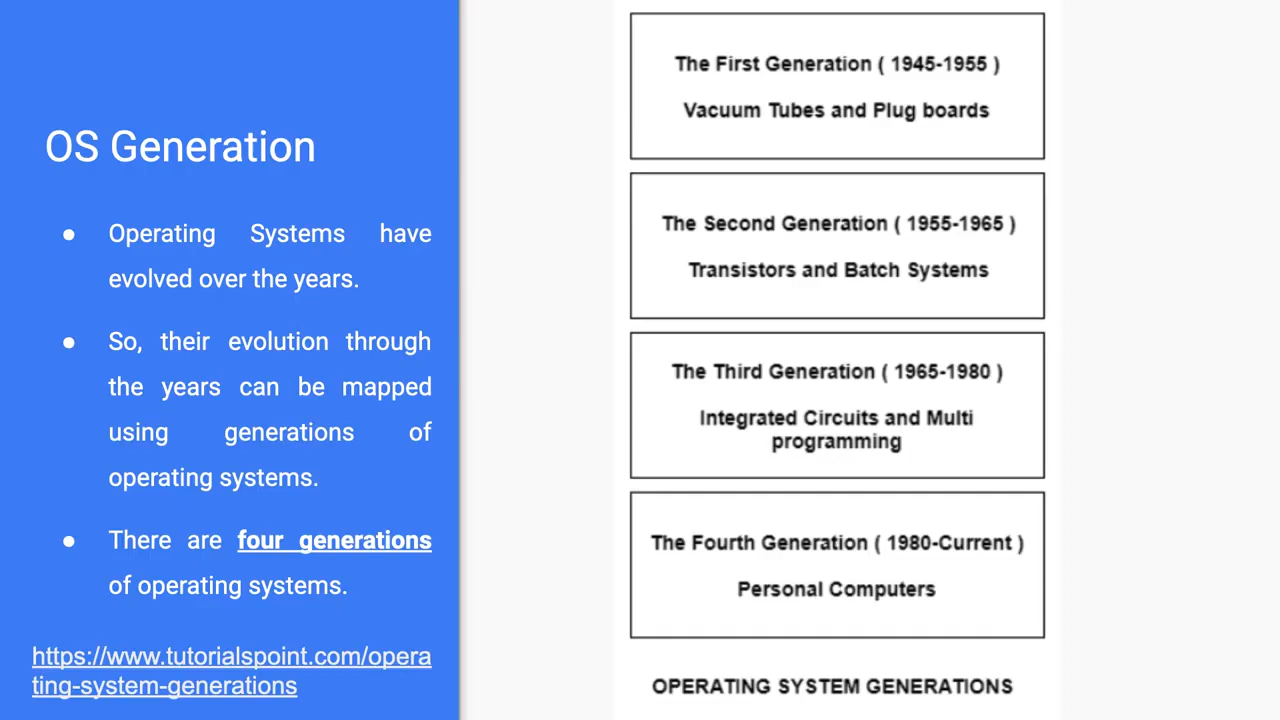 OS Generation
● Operating Systems have
evolved over the years.
● So, their evolution through
the years can be mapped
using generations of
operating systems.
● There are four generations
of operating systems.
https://www.tutorialspoint.com/opera
ting-system-generations
The First Generation ( 1945-1955 )
Vacuum Tubes and Plug boards
The Second Generation ( 1955-1965 )
Transistors and Batch Systems
The Third Generation ( 1965-1980 )
Integrated Circuits and Multi
programming
The Fourth Generation ( 1980-Current )
Personal Computers
OPERATING SYSTEM GENERATIONS